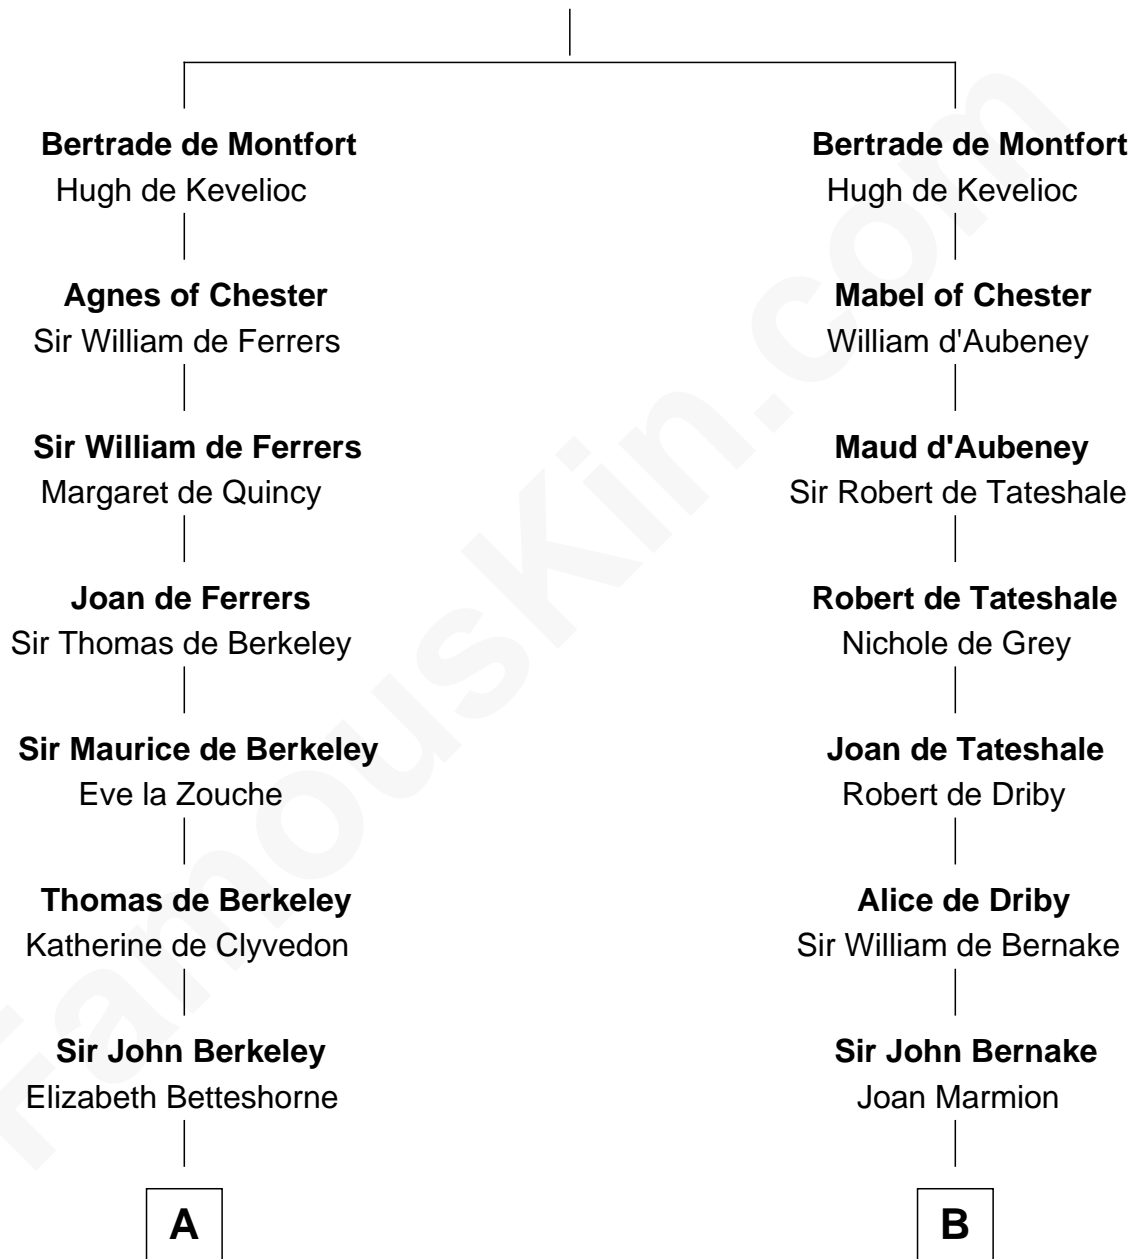 Bertrade de Montfort
Hugh de Kevelioc
Agnes of Chester
Sir William de Ferrers
Sir William de Ferrers
Margaret de Quincy
Joan de Ferrers
Sir Thomas de Berkeley
Sir Maurice de Berkeley
Eve la Zouche
Thomas de Berkeley
Katherine de Clyvedon
Sir John Berkeley
Elizabeth Betteshorne
A
Bertrade de Montfort
Hugh de Kevelioc
Mabel of Chester
William d'Aubeney
Maud d'Aubeney
Sir Robert de Tateshale
Robert de Tateshale
Nichole de Grey
Joan de Tateshale
Robert de Driby
Alice de Driby
Sir William de Bernake
Sir John Bernake
Joan Marmion
B
FamousKin.com